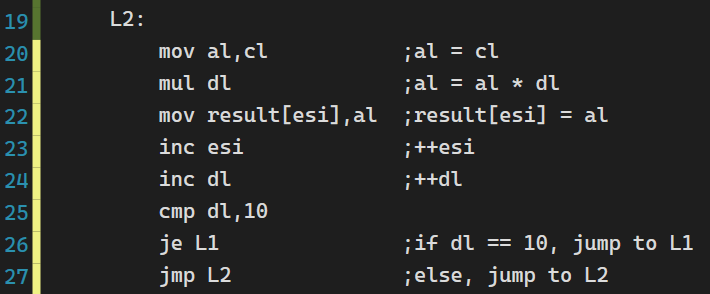 19 L2:
20 mov al,cl ;al = cl
21 mul dl ;al = al * dl
22 mov result[esi],al ;result[esi] = al
23 inc esi ;++esi
24 inc dl ;++dl
25 cmp dl,10
26 je L1 ;if dl == 10, jump to L1
27 jmp L2 ;else, jump to L2